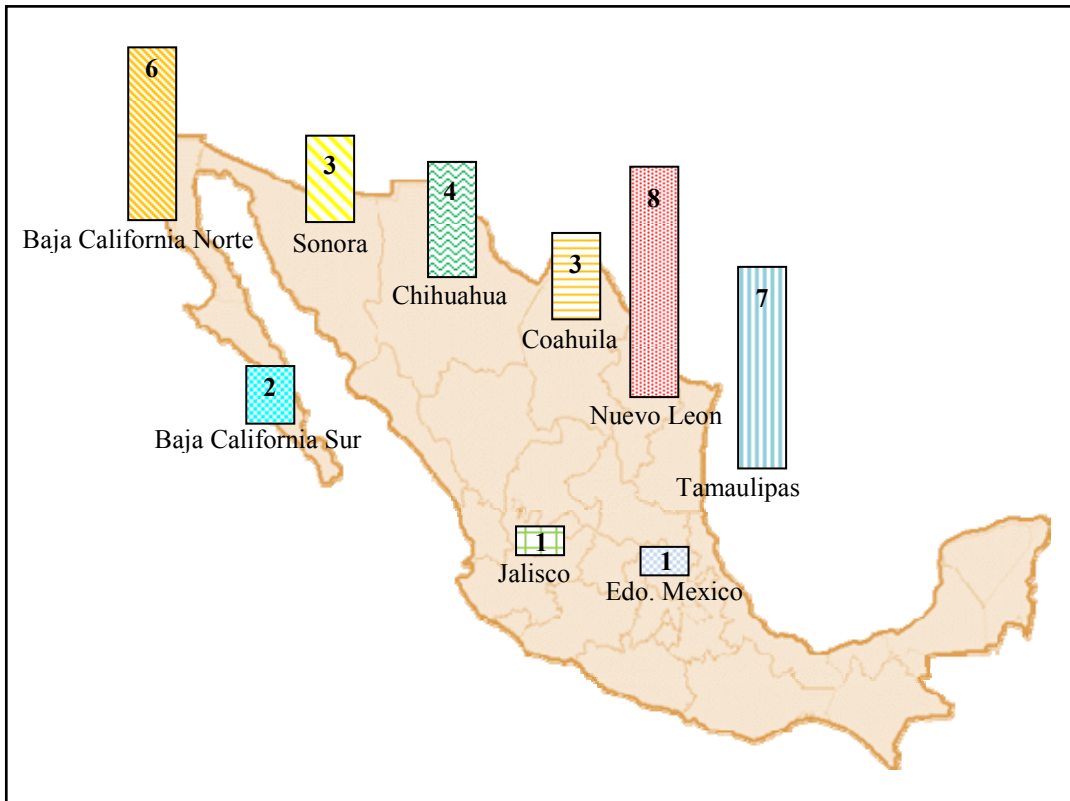 6
Baja California Norte
3
Sonora
4
Chihuahua
3
Coahuila
8
Nuevo Leon
7
Tamaulipas
2
Baja California Sur
1
Jalisco
1
Edo. Mexico